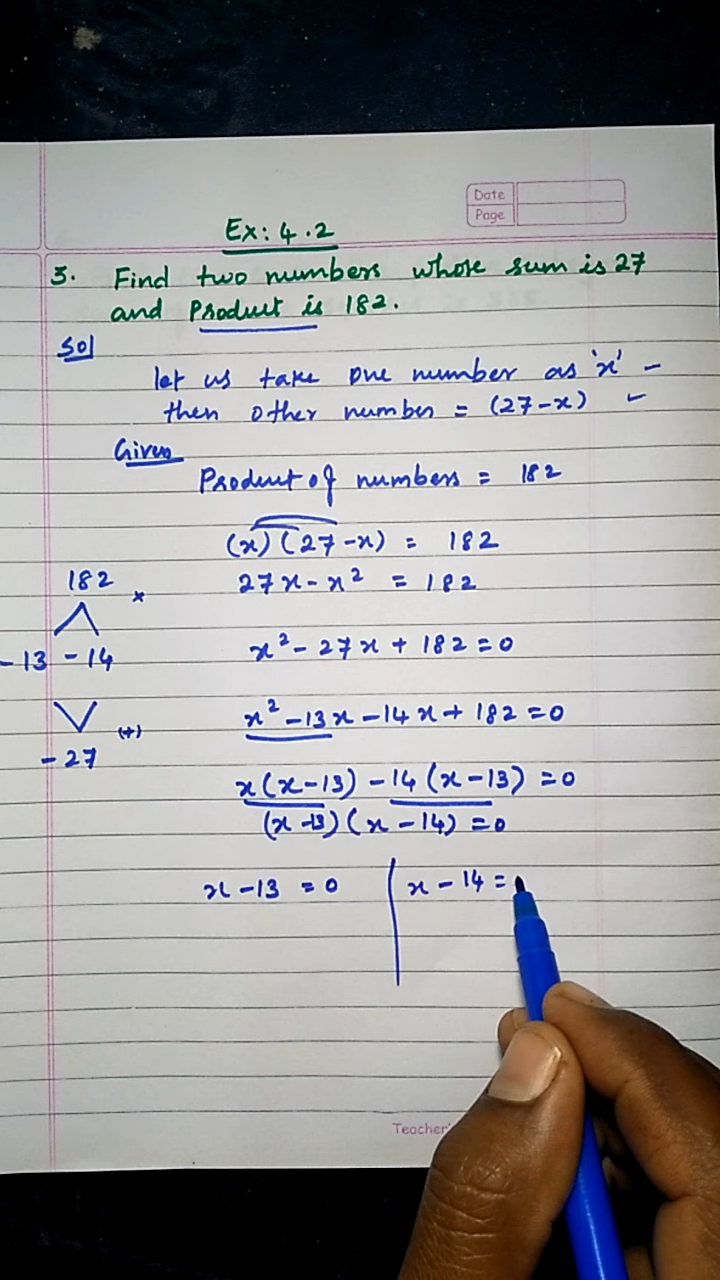 Date
Page
Ex: 4.2
3. Find two numbers whose sum is 27
and Product is 182.
Sol
let us take one number as 'x' -
then other number = (27-x)
Given
Product of numbers = 182
(x) (27-x) = 182
182 x
27x - x² = 182
-13 -14
x² - 27x + 182 = 0
x² - 13x - 14x + 182 = 0
(+)
-27
x(x-13) - 14(x-13) = 0
(x-13)(x-14) = 0
x - 13 = 0
x - 14 =
Teacher'